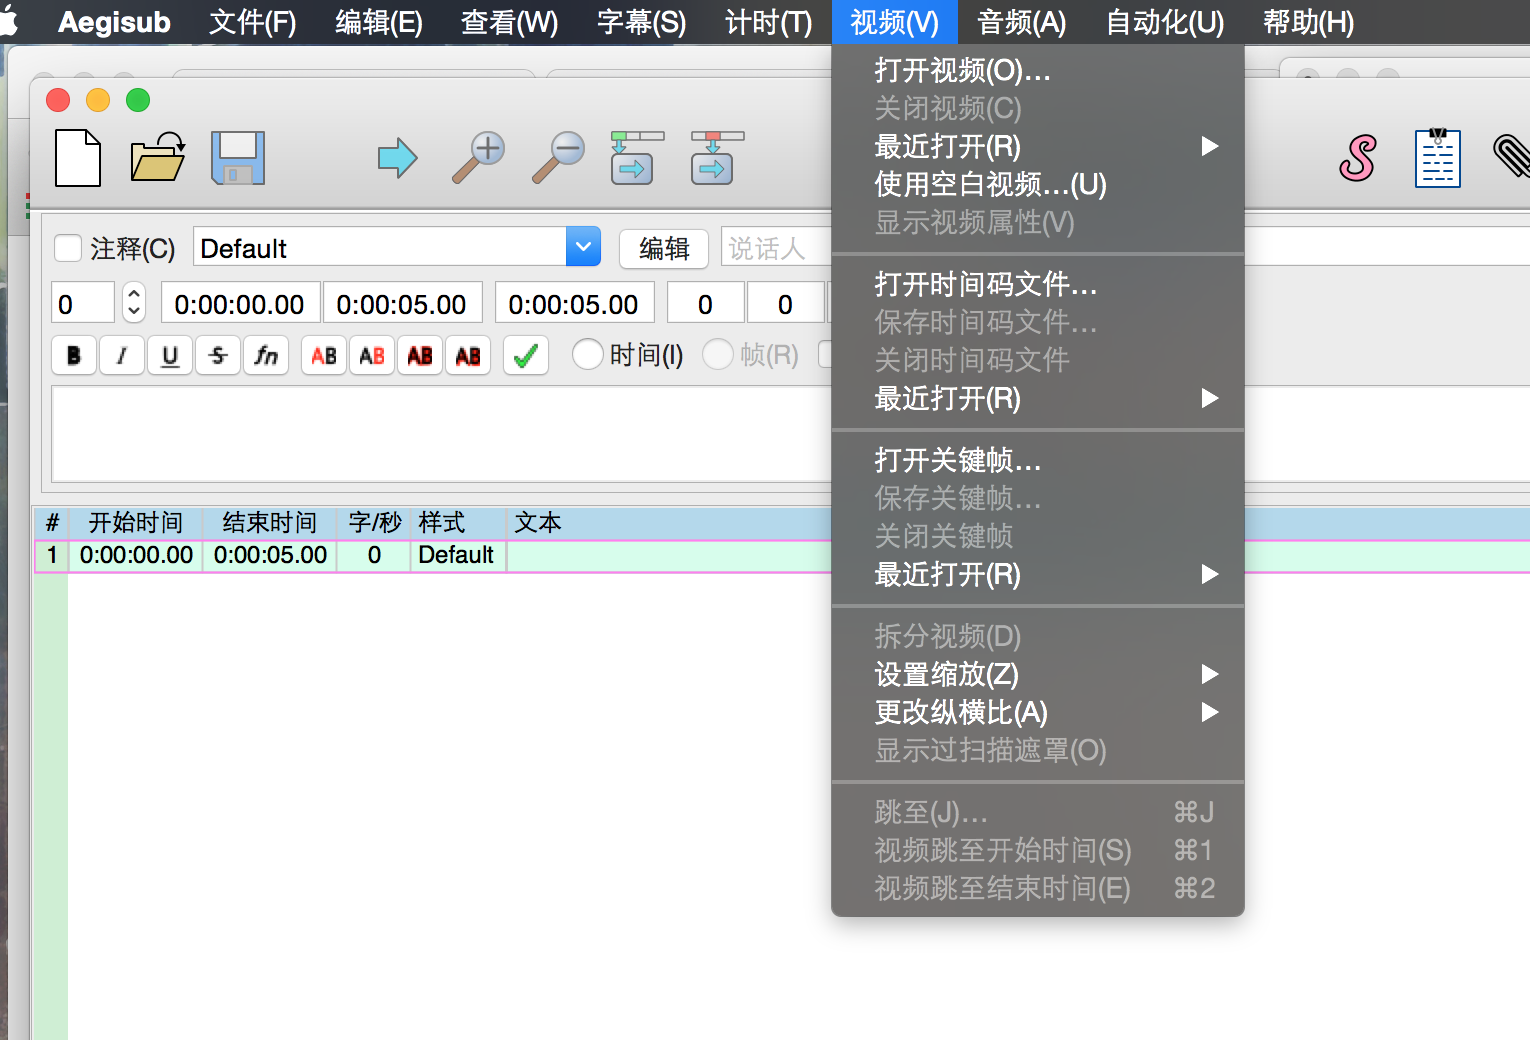 Aegisub 文件(F) 编辑(E) 查看(W) 字幕(S) 计时(T) 视频(V) 音频(A) 自动化(U) 帮助(H)
打开视频(O)...
关闭视频(C)
最近打开(R)
使用空白视频...(U)
显示视频属性(V)
打开时间码文件...
保存时间码文件...
关闭时间码文件
最近打开(R)
打开关键帧...
保存关键帧...
关闭关键帧
最近打开(R)
拆分视频(D)
设置缩放(Z)
更改纵横比(A)
显示过扫描遮罩(O)
跳至(J)... ⌘J
视频跳至开始时间(S) ⌘1
视频跳至结束时间(E) ⌘2
注释(C) Default 编辑 说话人
0 0:00:00.00 0:00:05.00 0:00:05.00 0 0
B I U S fn AB AB AB AB 时间(I) 帧(R)
# 开始时间 结束时间 字/秒 样式 文本
1 0:00:00.00 0:00:05.00 0 Default